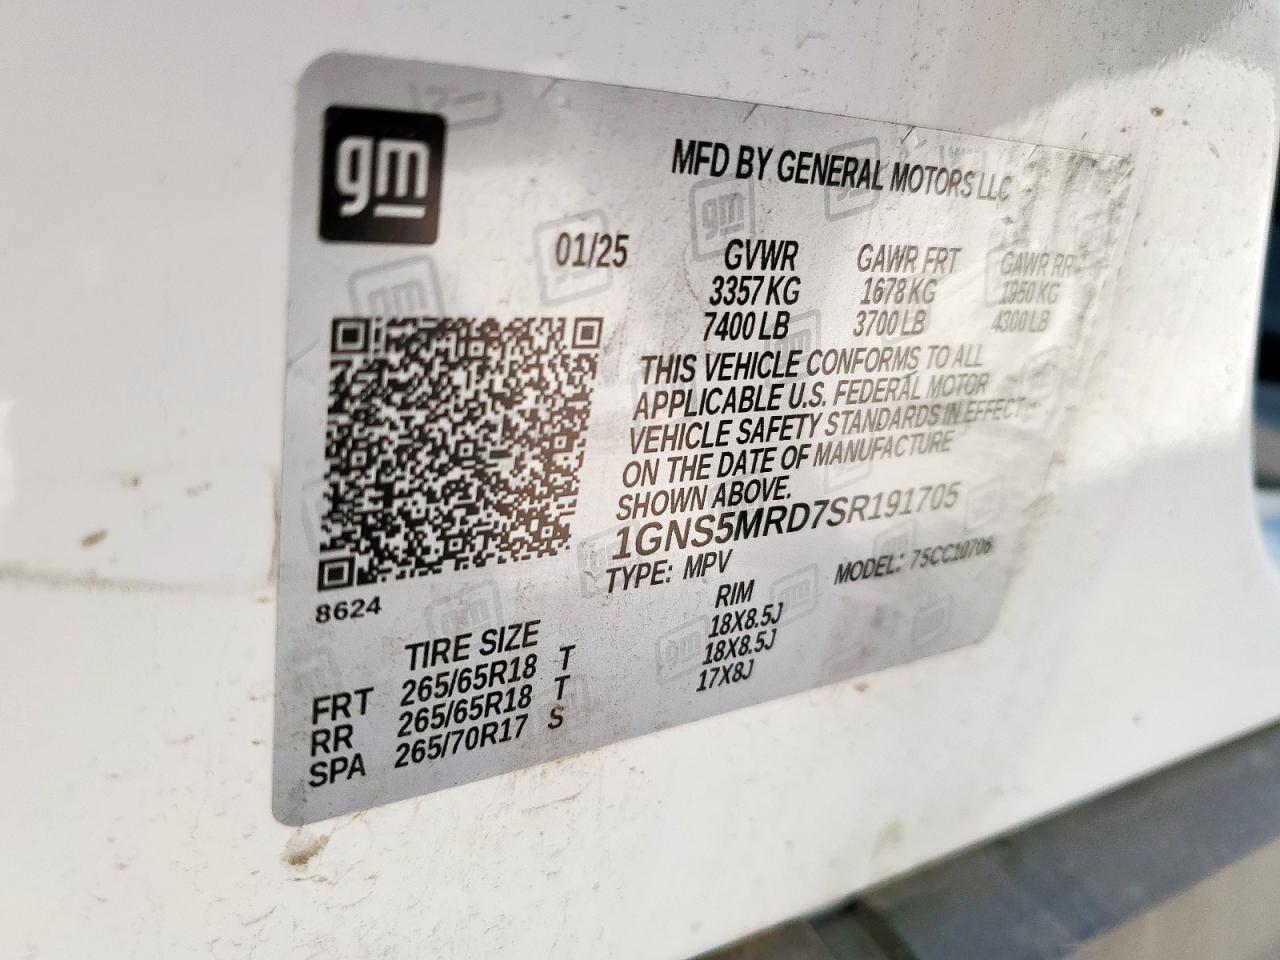 gm
MFD BY GENERAL MOTORS LLC
01/25 GVWR GAWR FRT GAWR RR
3357 KG 1678 KG 1950 KG
7400 LB 3700 LB 4300 LB
THIS VEHICLE CONFORMS TO ALL
APPLICABLE U.S. FEDERAL MOTOR
VEHICLE SAFETY STANDARDS IN EFFECT
ON THE DATE OF MANUFACTURE
SHOWN ABOVE.
1GNS5MRD7SR191705
TYPE: MPV MODEL: 7SCC10706
8624
TIRE SIZE RIM
FRT 265/65R18 T 18X8.5J
RR 265/65R18 T 18X8.5J
SPA 265/70R17 S 17X8J